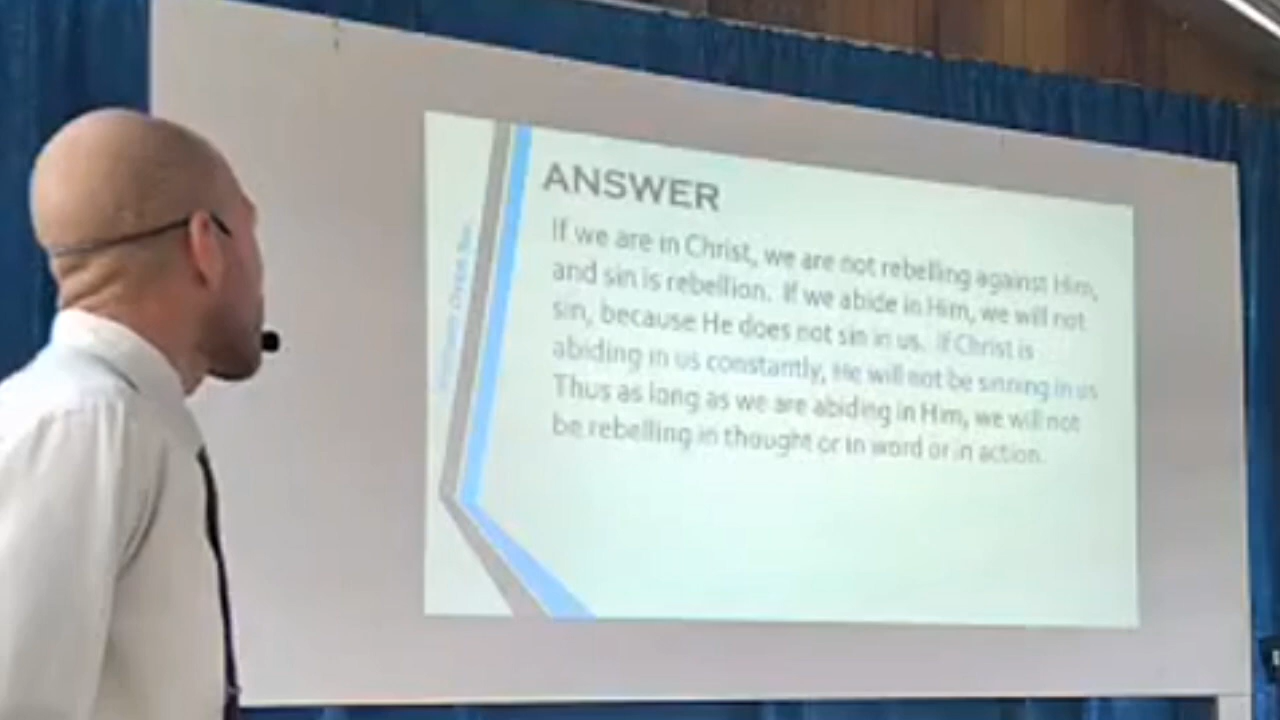 ANSWER
If we are in Christ, we are not rebelling against Him,
and sin is rebellion. If we abide in Him, we will not
sin, because He does not sin in us. If Christ is
abiding in us constantly, He will not be sinning in us
Thus as long as we are abiding in Him, we will not
be rebelling in thought or in word or in action.